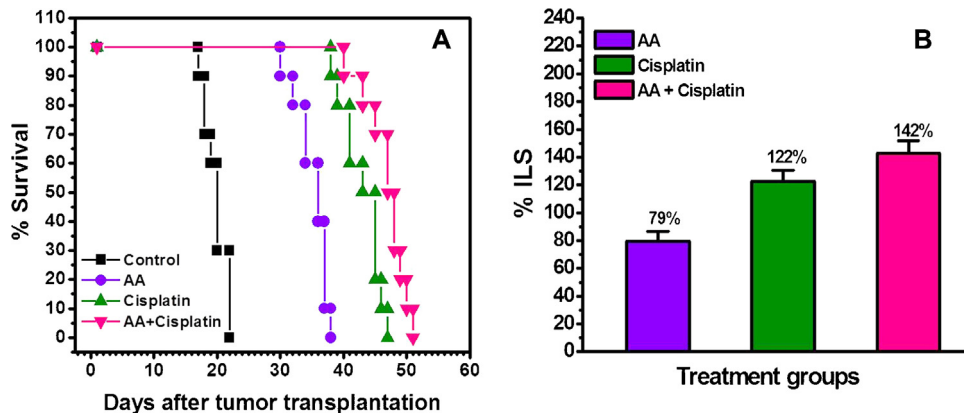 A
110
100
90
80
70
60
50
40
30
20
10
0
% Survival
Control
AA
Cisplatin
AA+Cisplatin
0 10 20 30 40 50 60
Days after tumor transplantation
B
240
220
200
180
160
140
120
100
80
60
40
20
0
% ILS
AA
Cisplatin
AA + Cisplatin
79%
122%
142%
Treatment groups